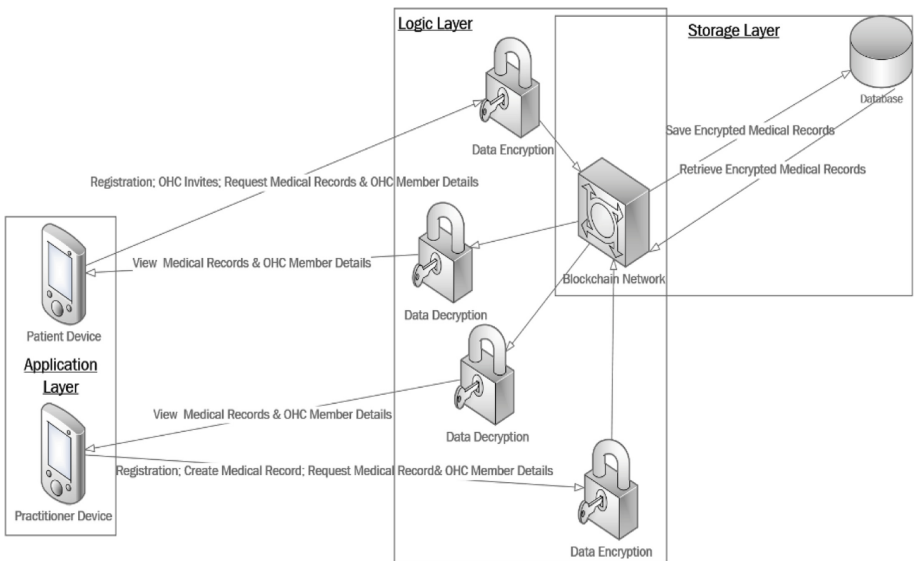 Logic Layer
Storage Layer
Database
Data Encryption
Save Encrypted Medical Records
Retrieve Encrypted Medical Records
Registration; OHC Invites; Request Medical Records & OHC Member Details
View  Medical Records & OHC Member Details
Blockchain Network
Data Decryption
Patient Device
Application
Layer
View  Medical Records & OHC Member Details
Data Decryption
Registration; Create Medical Record; Request Medical Record& OHC Member Details
Practitioner Device
Data Encryption